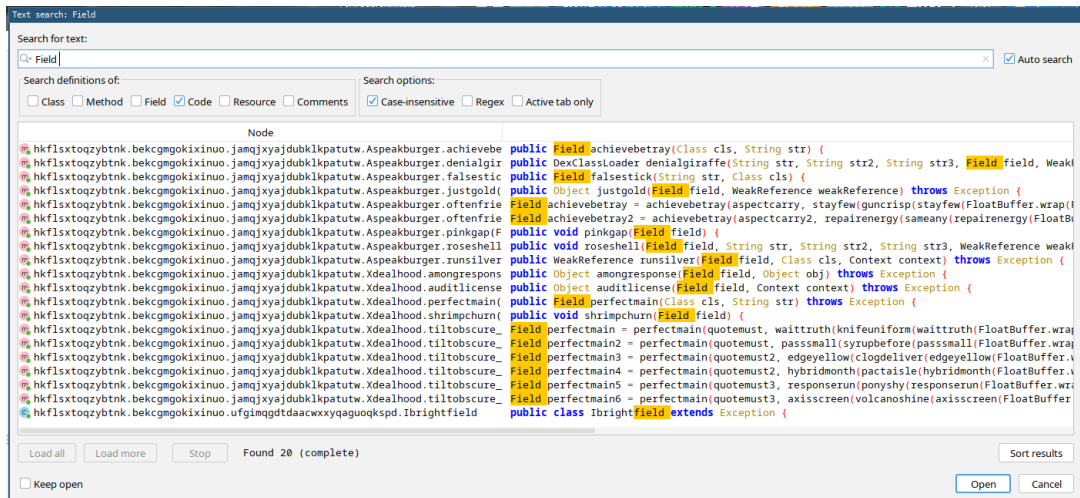 Text search: Field
Search for text:
Field
Auto search
Search definitions of:
Search options:
Class Method Field Code Resource Comments
Case-insensitive Regex Active tab only
Node
hkflsxtoqzybtnk.bekcgmgokixinuo.jamqjxyajdubklkpatutw.Aspeakburger.achievebe public Field achievebetray(Class cls, String str) {
hkflsxtoqzybtnk.bekcgmgokixinuo.jamqjxyajdubklkpatutw.Aspeakburger.denialgir public DexClassLoader denialgiraffe(String str, String str2, String str3, Field field, Weak
hkflsxtoqzybtnk.bekcgmgokixinuo.jamqjxyajdubklkpatutw.Aspeakburger.falsestic public Field falsestick(String str, Class cls) {
hkflsxtoqzybtnk.bekcgmgokixinuo.jamqjxyajdubklkpatutw.Aspeakburger.justgold( public Object justgold(Field field, WeakReference weakReference) throws Exception {
hkflsxtoqzybtnk.bekcgmgokixinuo.jamqjxyajdubklkpatutw.Aspeakburger.oftenfrie Field achievebetray = achievebetray(aspectcarry, stayfew(guncrisp(stayfew(FloatBuffer.wrap(
hkflsxtoqzybtnk.bekcgmgokixinuo.jamqjxyajdubklkpatutw.Aspeakburger.oftenfrie Field achievebetray2 = achievebetray(aspectcarry2, repairenergy(sameany(repairenergy(FloatBu
hkflsxtoqzybtnk.bekcgmgokixinuo.jamqjxyajdubklkpatutw.Aspeakburger.pinkgap(F public void pinkgap(Field field) {
hkflsxtoqzybtnk.bekcgmgokixinuo.jamqjxyajdubklkpatutw.Aspeakburger.roseshell public void roseshell(Field field, String str, String str2, String str3, WeakReference weak
hkflsxtoqzybtnk.bekcgmgokixinuo.jamqjxyajdubklkpatutw.Aspeakburger.runsilver public WeakReference runsilver(Field field, Class cls, Context context) throws Exception {
hkflsxtoqzybtnk.bekcgmgokixinuo.jamqjxyajdubklkpatutw.Xdealhood.amongrespons public Object amongresponse(Field field, Object obj) throws Exception {
hkflsxtoqzybtnk.bekcgmgokixinuo.jamqjxyajdubklkpatutw.Xdealhood.auditlicense public Object auditlicense(Field field, Context context) throws Exception {
hkflsxtoqzybtnk.bekcgmgokixinuo.jamqjxyajdubklkpatutw.Xdealhood.perfectmain( public Field perfectmain(Class cls, String str) throws Exception {
hkflsxtoqzybtnk.bekcgmgokixinuo.jamqjxyajdubklkpatutw.Xdealhood.shrimpchurn( public void shrimpchurn(Field field) {
hkflsxtoqzybtnk.bekcgmgokixinuo.jamqjxyajdubklkpatutw.Xdealhood.tiltobscure_ Field perfectmain = perfectmain(quotemust, waittruth(knifeuniform(waittruth(FloatBuffer.wrap
hkflsxtoqzybtnk.bekcgmgokixinuo.jamqjxyajdubklkpatutw.Xdealhood.tiltobscure_ Field perfectmain2 = perfectmain(quotemust, passsmall(syrupbefore(passsmall(FloatBuffer.wrap
hkflsxtoqzybtnk.bekcgmgokixinuo.jamqjxyajdubklkpatutw.Xdealhood.tiltobscure_ Field perfectmain3 = perfectmain(quotemust2, edgeyellow(clogdeliver(edgeyellow(FloatBuffer.w
hkflsxtoqzybtnk.bekcgmgokixinuo.jamqjxyajdubklkpatutw.Xdealhood.tiltobscure_ Field perfectmain4 = perfectmain(quotemust2, hybridmonth(pactaisle(hybridmonth(FloatBuffer.
hkflsxtoqzybtnk.bekcgmgokixinuo.jamqjxyajdubklkpatutw.Xdealhood.tiltobscure_ Field perfectmain5 = perfectmain(quotemust3, responserun(ponyshy(responserun(FloatBuffer.wra
hkflsxtoqzybtnk.bekcgmgokixinuo.jamqjxyajdubklkpatutw.Xdealhood.tiltobscure_ Field perfectmain6 = perfectmain(quotemust3, axisscreen(volcanoshine(axisscreen(FloatBuffer
hkflsxtoqzybtnk.bekcgmgokixinuo.ufgimqgdtdaacwxxyqaguoqkspd.Ibrightfield public class Ibrightfield extends Exception {
Load all Load more Stop Found 20 (complete) Sort results
Keep open Open Cancel